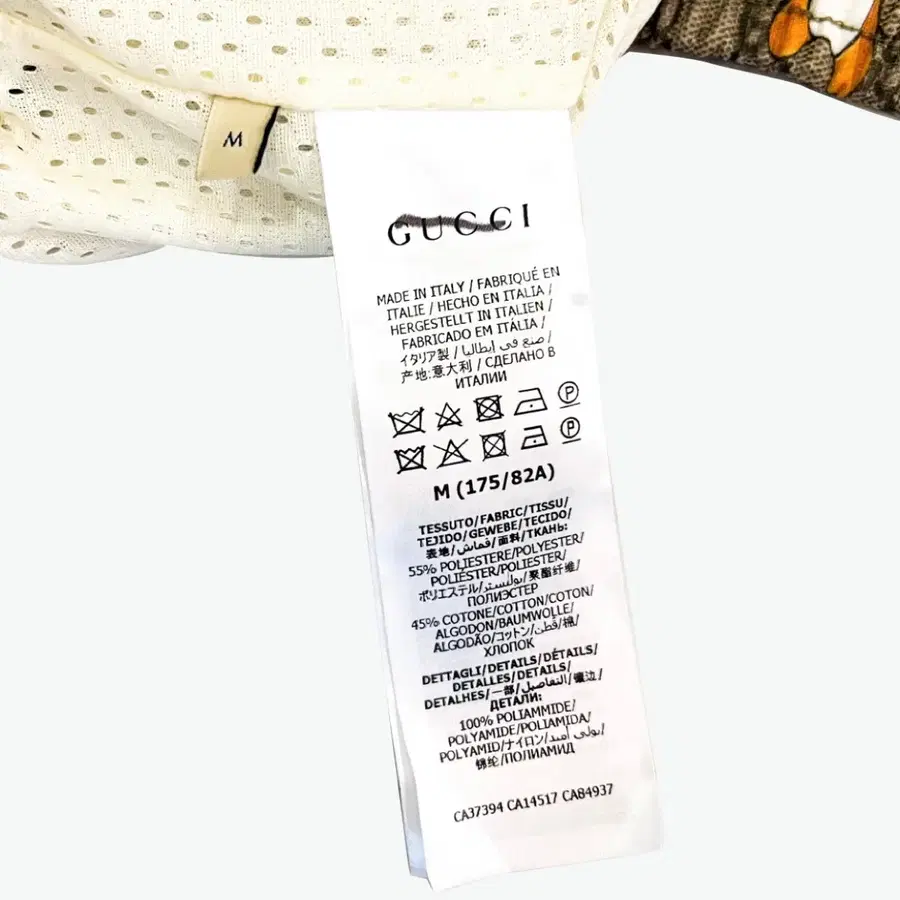 M
GUCCI
MADE IN ITALY / FABRIQUÉ EN
ITALIE / HECHO EN ITALIA /
HERGESTELLT IN ITALIEN /
FABRICADO EM ITÁLIA /
イタリア製 / صنع في إيطاليا /
产地:意大利 / СДЕЛАНО В
ИТАЛИИ
P
P
M (175/82A)
TESSUTO/FABRIC/TISSU/
TEJIDO/GEWEBE/TECIDO/
表地/قماش/面料/ТКАНЬ:
55% POLIESTERE/POLYESTER/
POLIÉSTER/POLIESTER/
ポリエステル/بوليستر/聚酯纤维/
ПОЛИЭСТЕР
45% COTONE/COTTON/COTON/
ALGODON/BAUMWOLLE/
ALGODÃO/コットン/قطن/棉/
ХЛОПОК
DETTAGLI/DETAILS/DÉTAILS/
DETALLES/DETAILS/
DETALHES/一部/التفاصيل/镶边/
ДЕТАЛИ:
100% POLIAMMIDE/
POLYAMIDE/POLIAMIDA/
POLYAMID/ナイロン/بولي أميد/
锦纶/ПОЛИАМИД
CA37394 CA14517 CA84937